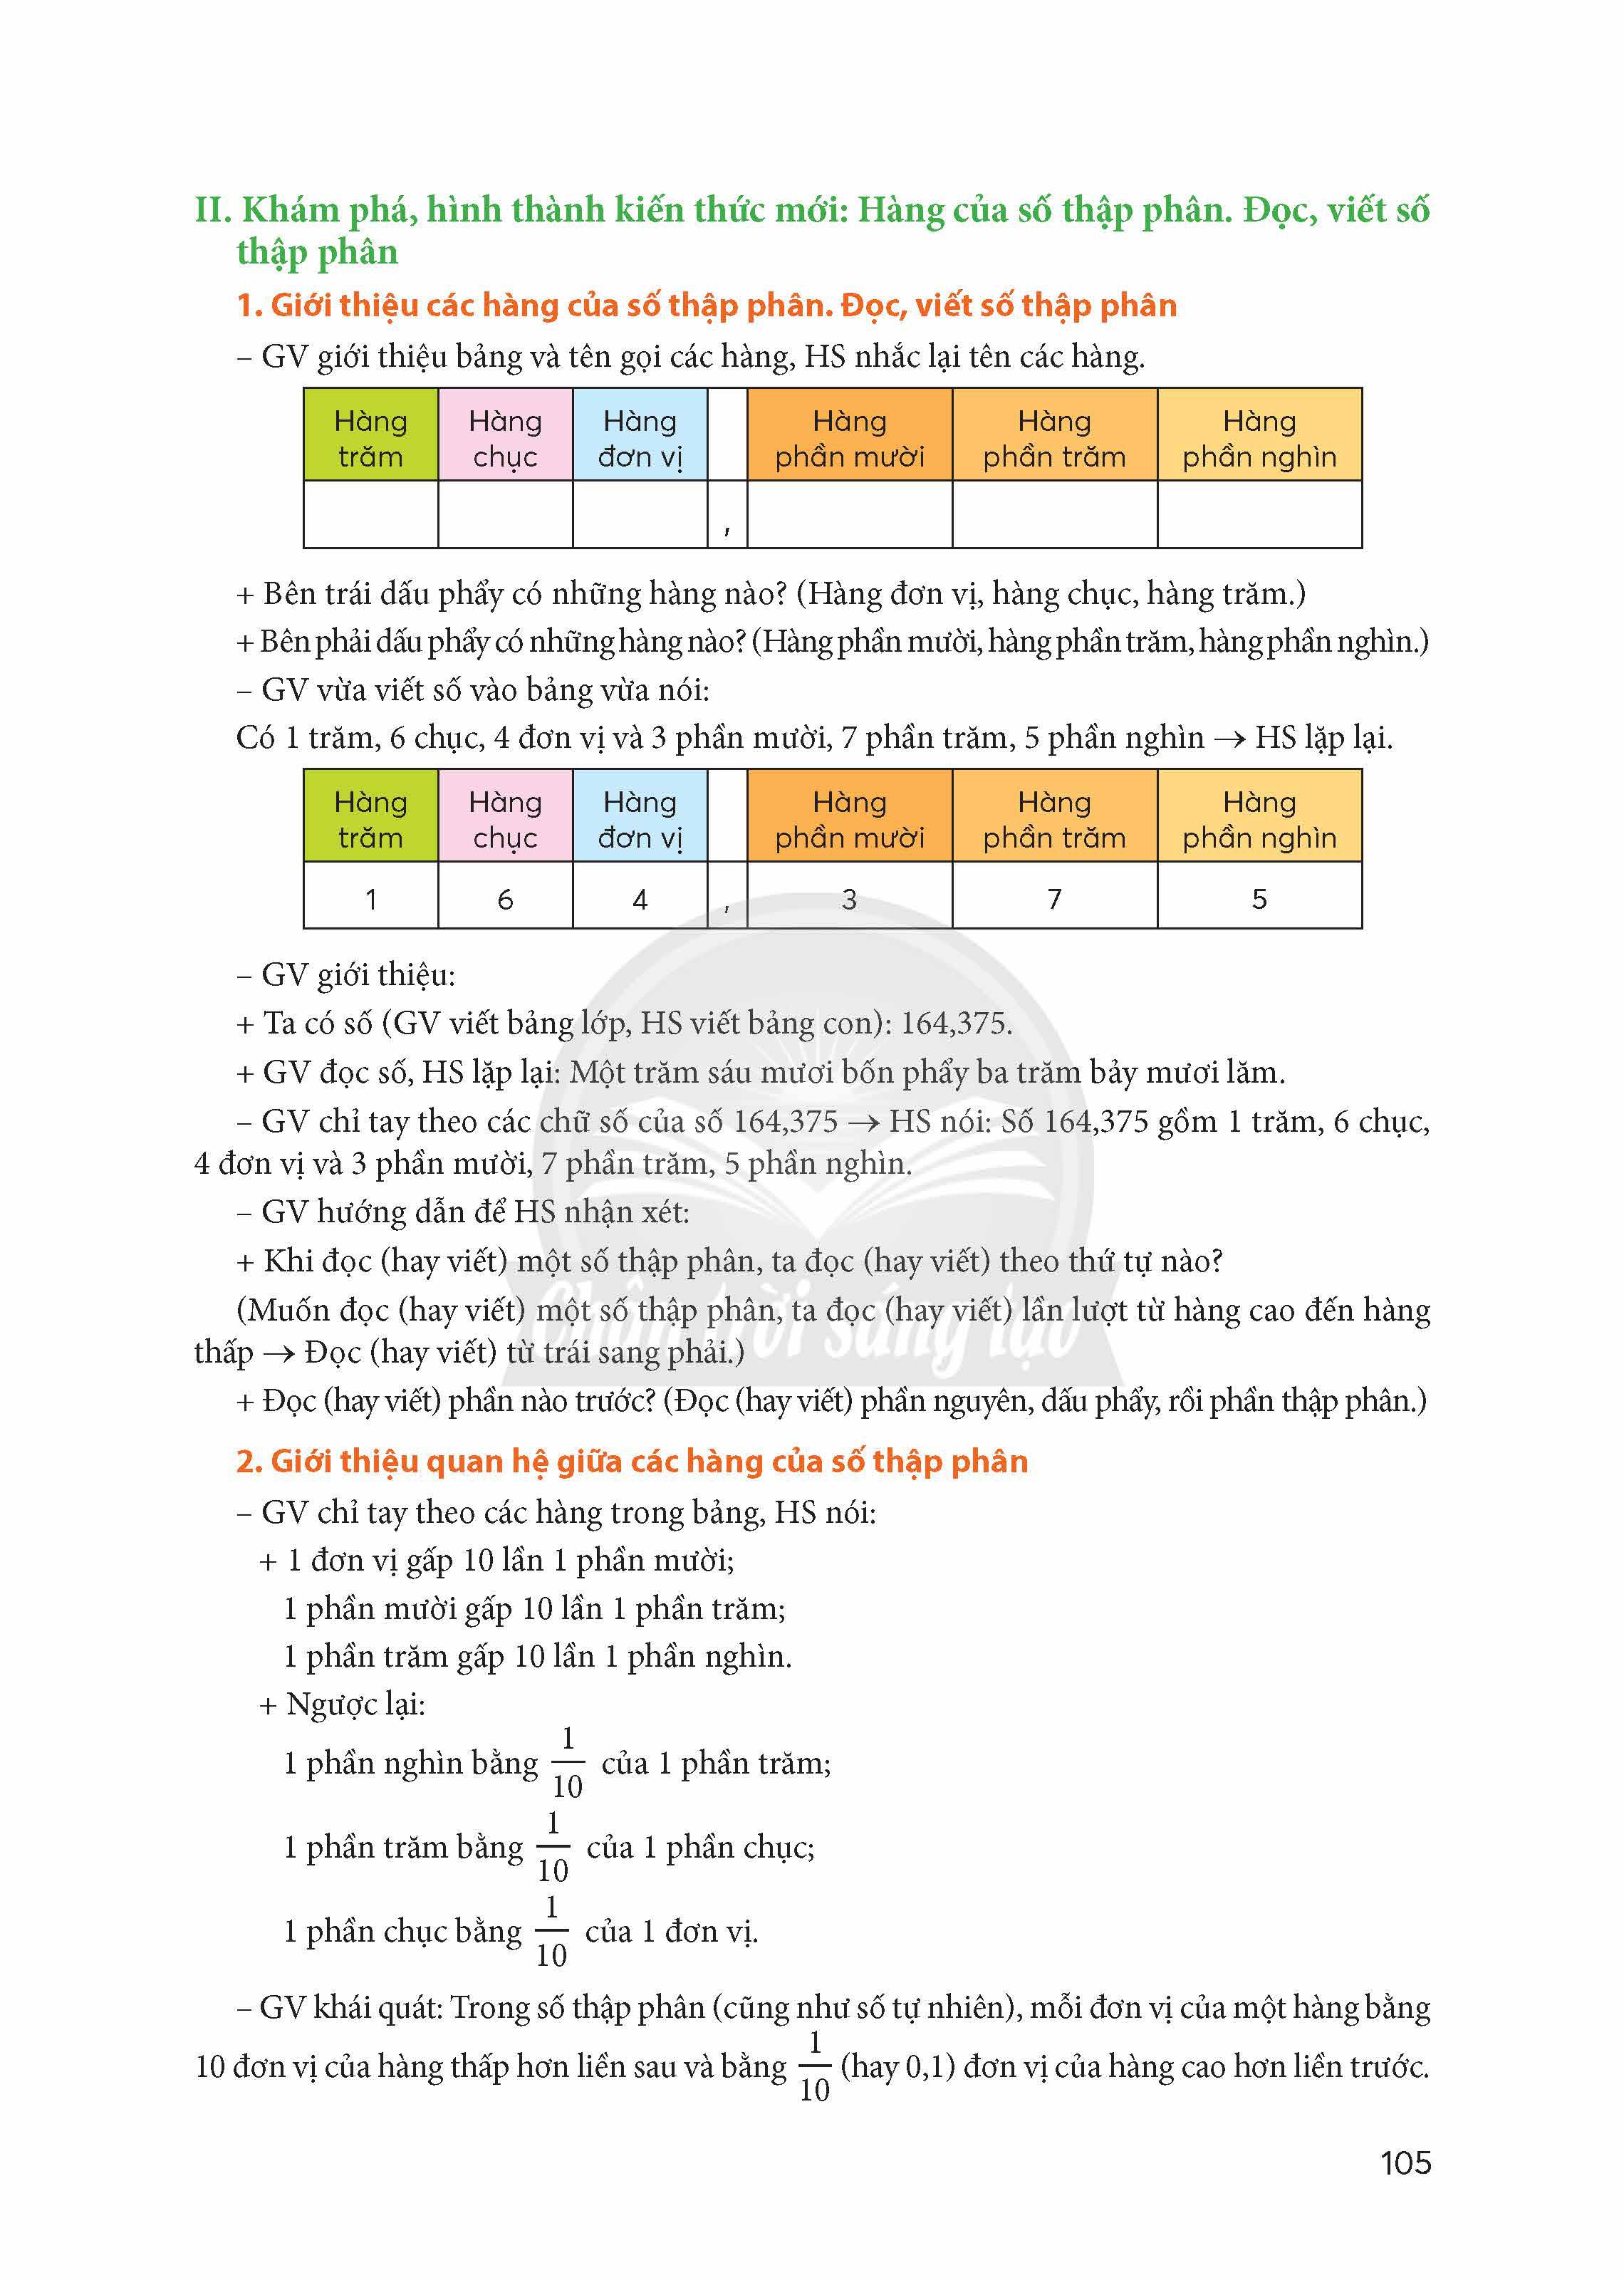 II. Khám phá, hình thành kiến thức mới: Hàng của số thập phân. Đọc, viết số
thập phân
1. Giới thiệu các hàng của số thập phân. Đọc, viết số thập phân
– GV giới thiệu bảng và tên gọi các hàng, HS nhắc lại tên các hàng.
Hàng trăm Hàng chục Hàng đơn vị Hàng phần mười Hàng phần trăm Hàng phần nghìn
,
+ Bên trái dấu phẩy có những hàng nào? (Hàng đơn vị, hàng chục, hàng trăm.)
+ Bên phải dấu phẩy có những hàng nào? (Hàng phần mười, hàng phần trăm, hàng phần nghìn.)
– GV vừa viết số vào bảng vừa nói:
Có 1 trăm, 6 chục, 4 đơn vị và 3 phần mười, 7 phần trăm, 5 phần nghìn → HS lặp lại.
Hàng trăm Hàng chục Hàng đơn vị Hàng phần mười Hàng phần trăm Hàng phần nghìn
1 6 4 , 3 7 5
– GV giới thiệu:
+ Ta có số (GV viết bảng lớp, HS viết bảng con): 164,375.
+ GV đọc số, HS lặp lại: Một trăm sáu mươi bốn phẩy ba trăm bảy mươi lăm.
– GV chỉ tay theo các chữ số của số 164,375 → HS nói: Số 164,375 gồm 1 trăm, 6 chục,
4 đơn vị và 3 phần mười, 7 phần trăm, 5 phần nghìn.
– GV hướng dẫn để HS nhận xét:
+ Khi đọc (hay viết) một số thập phân, ta đọc (hay viết) theo thứ tự nào?
(Muốn đọc (hay viết) một số thập phân, ta đọc (hay viết) lần lượt từ hàng cao đến hàng
thấp → Đọc (hay viết) từ trái sang phải.)
Chân trời sáng tạo
+ Đọc (hay viết) phần nào trước? (Đọc (hay viết) phần nguyên, dấu phẩy, rồi phần thập phân.)
2. Giới thiệu quan hệ giữa các hàng của số thập phân
– GV chỉ tay theo các hàng trong bảng, HS nói:
+ 1 đơn vị gấp 10 lần 1 phần mười;
1 phần mười gấp 10 lần 1 phần trăm;
1 phần trăm gấp 10 lần 1 phần nghìn.
+ Ngược lại:
1 phần nghìn bằng 1/10 của 1 phần trăm;
1 phần trăm bằng 1/10 của 1 phần chục;
1 phần chục bằng 1/10 của 1 đơn vị.
– GV khái quát: Trong số thập phân (cũng như số tự nhiên), mỗi đơn vị của một hàng bằng
10 đơn vị của hàng thấp hơn liền sau và bằng 1/10 (hay 0,1) đơn vị của hàng cao hơn liền trước.
105